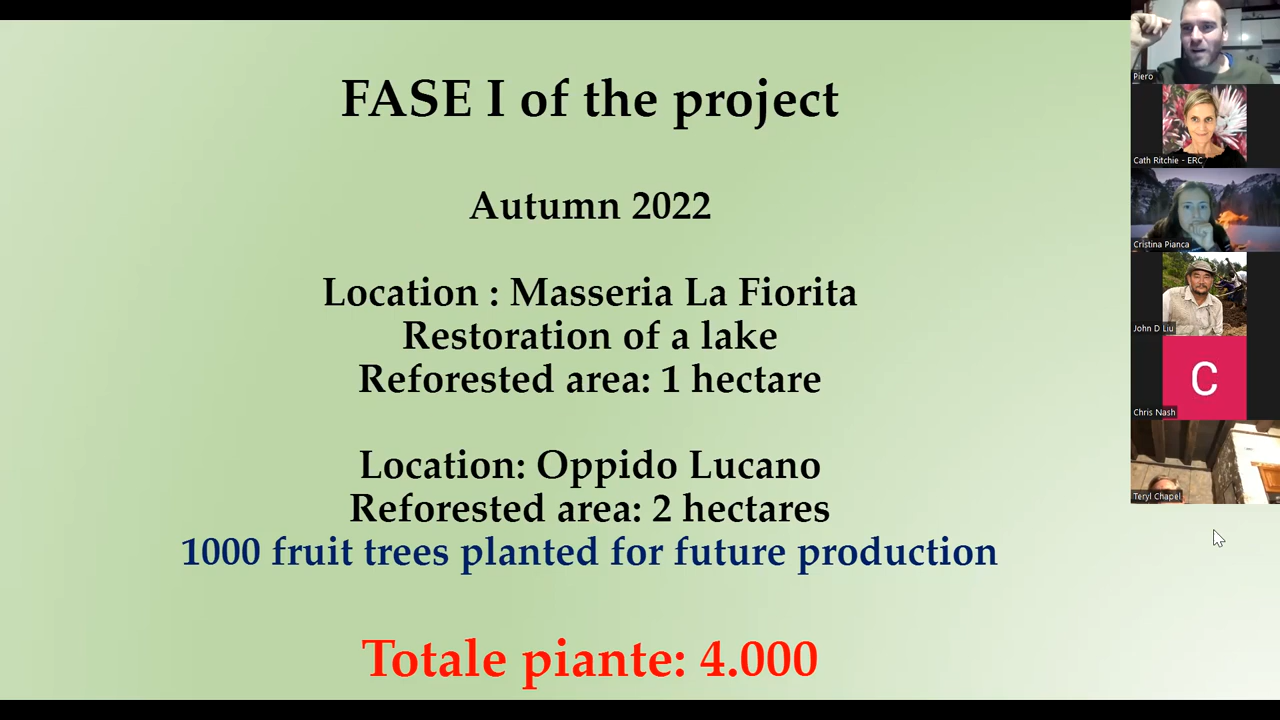 FASE I of the project
Autumn 2022
Location : Masseria La Fiorita
Restoration of a lake
Reforested area: 1 hectare
Location: Oppido Lucano
Reforested area: 2 hectares
1000 fruit trees planted for future production
Totale piante: 4.000
Piero
Cath Ritchie - ERC
Cristina Pianca
John D Liu
C
Chris Nash
Teryl Chapel